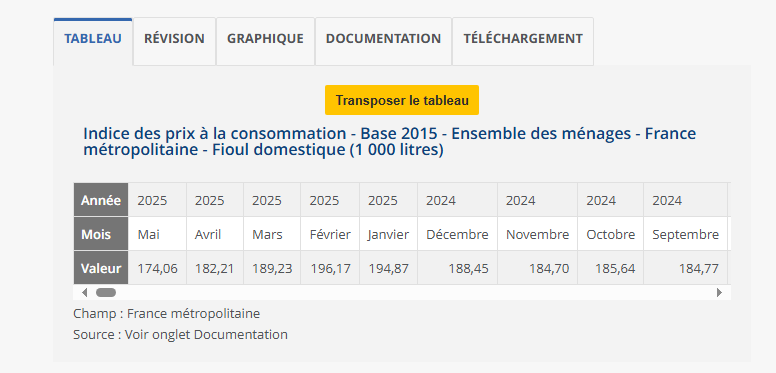 TABLEAU RÉVISION GRAPHIQUE DOCUMENTATION TÉLÉCHARGEMENT
Transposer le tableau
Indice des prix à la consommation - Base 2015 - Ensemble des ménages - France
métropolitaine - Fioul domestique (1 000 litres)
Année 2025 2025 2025 2025 2025 2024 2024 2024 2024
Mois Mai Avril Mars Février Janvier Décembre Novembre Octobre Septembre
Valeur 174,06 182,21 189,23 196,17 194,87 188,45 184,70 185,64 184,77
Champ : France métropolitaine
Source : Voir onglet Documentation